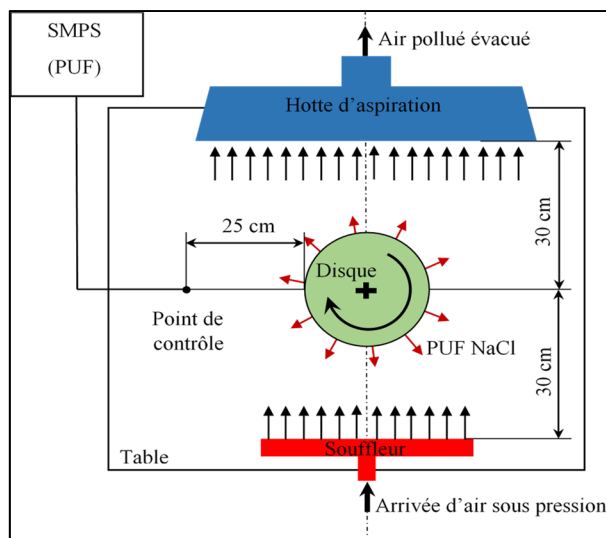 SMPS
(PUF)
Air pollué évacué
Hotte d'aspiration
25 cm
30 cm
Disque
Point de
contrôle
PUF NaCl
30 cm
Table
Souffleur
Arrivée d'air sous pression